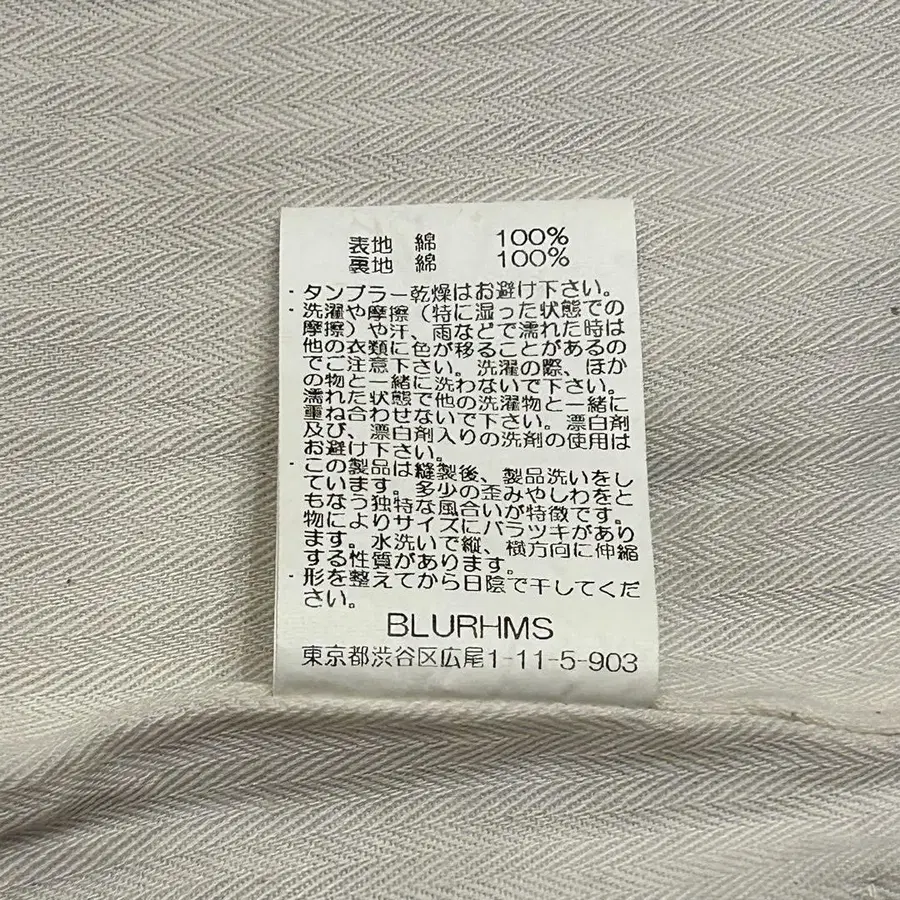 表地 綿 100%
裏地 綿 100%
・タンブラー乾燥はお避け下さい。
・洗濯や摩擦（特に湿った状態での
摩擦）や汗、雨などで濡れた時は
他の衣類に色が移ることがあるの
でご注意下さい。洗濯の際、ほか
の物と一緒に洗わないで下さい。
濡れた状態で他の洗濯物と一緒に
重ね合わせないで下さい。漂白剤
及び、漂白剤入りの洗剤の使用は
お避け下さい。
・この製品は縫製後、製品洗いをし
ています。多少の歪みやしわをと
もなう独特な風合いが特徴です。
物によりサイズにバラツキがあり
ます。水洗いで縦、横方向に伸縮
する性質があります。
・形を整えてから日陰で干してくだ
さい。
BLURHMS
東京都渋谷区広尾1-11-5-903